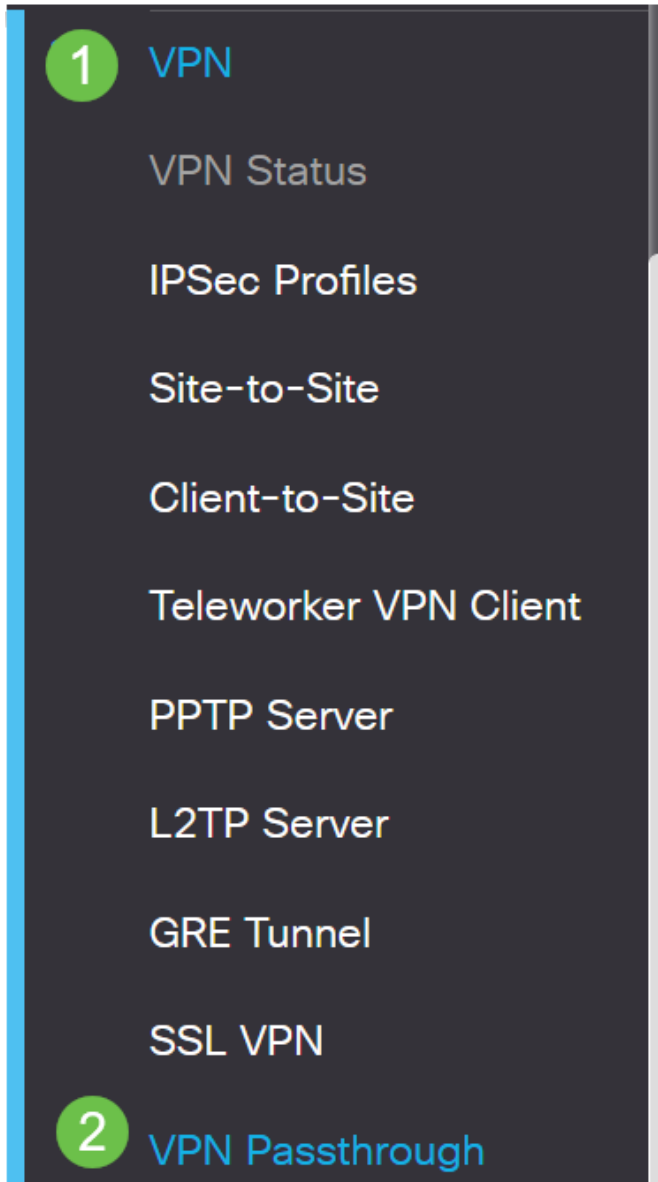 1 VPN
VPN Status
IPSec Profiles
Site-to-Site
Client-to-Site
Teleworker VPN Client
PPTP Server
L2TP Server
GRE Tunnel
SSL VPN
2 VPN Passthrough